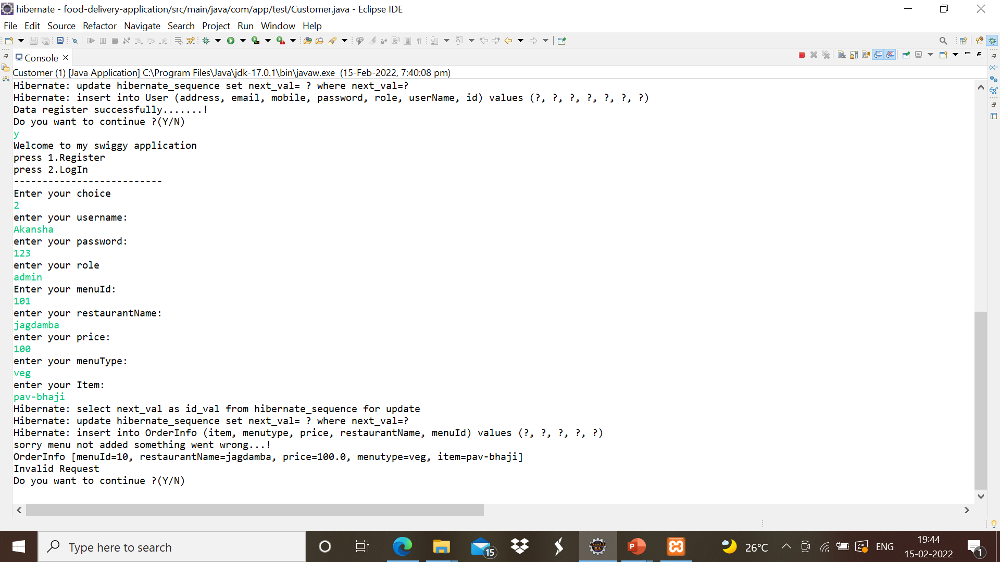 hibernate - food-delivery-application/src/main/java/com/app/test/Customer.java - Eclipse IDE
File Edit Source Refactor Navigate Search Project Run Window Help
Console
Customer (1) [Java Application] C:\Program Files\Java\jdk-17.0.1\bin\javaw.exe (15-Feb-2022, 7:40:08 pm)
Hibernate: update hibernate_sequence set next_val= ? where next_val=?
Hibernate: insert into User (address, email, mobile, password, role, userName, id) values (?, ?, ?, ?, ?, ?, ?)
Data register successfully.......!
Do you want to continue ?(Y/N)
y
Welcome to my swiggy application
press 1.Register
press 2.LogIn
--------------------------
Enter your choice
2
enter your username:
Akansha
enter your password:
123
enter your role
admin
Enter your menuId:
101
enter your restaurantName:
jagdamba
enter your price:
100
enter your menuType:
veg
enter your Item:
pav-bhaji
Hibernate: select next_val as id_val from hibernate_sequence for update
Hibernate: update hibernate_sequence set next_val= ? where next_val=?
Hibernate: insert into OrderInfo (item, menutype, price, restaurantName, menuId) values (?, ?, ?, ?, ?)
sorry menu not added something went wrong...!
OrderInfo [menuId=10, restaurantName=jagdamba, price=100.0, menutype=veg, item=pav-bhaji]
Invalid Request
Do you want to continue ?(Y/N)
Type here to search
15
Java EE
IDE
P
26°C
ENG
19:44
15-02-2022
1